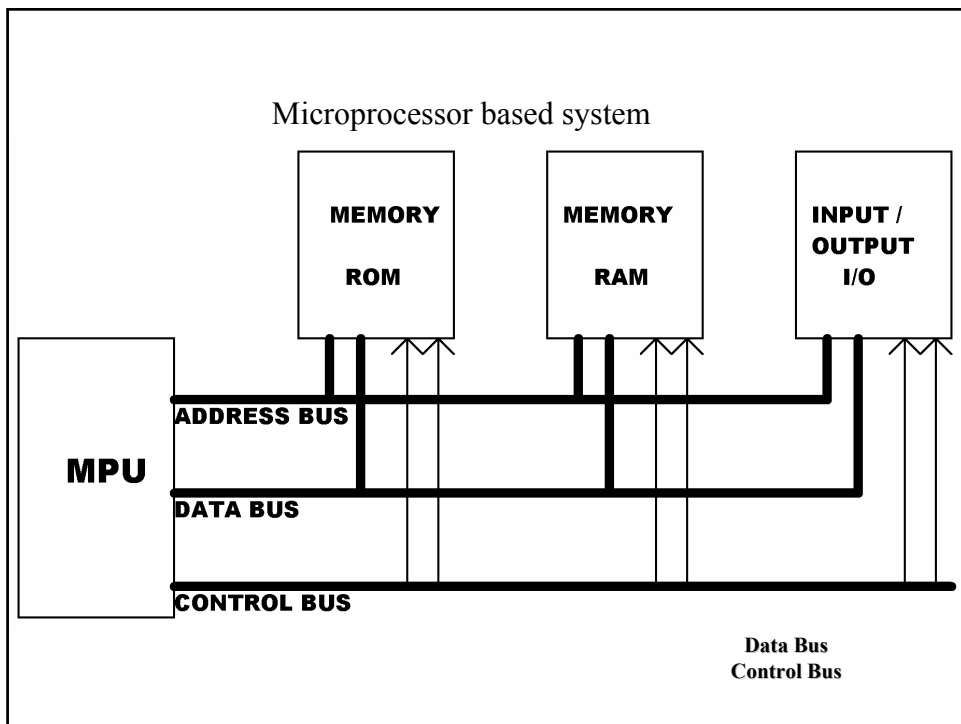 Microprocessor based system
MEMORY
ROM
MEMORY
RAM
INPUT /
OUTPUT
I/O
MPU
ADDRESS BUS
DATA BUS
CONTROL BUS
Data Bus
Control Bus